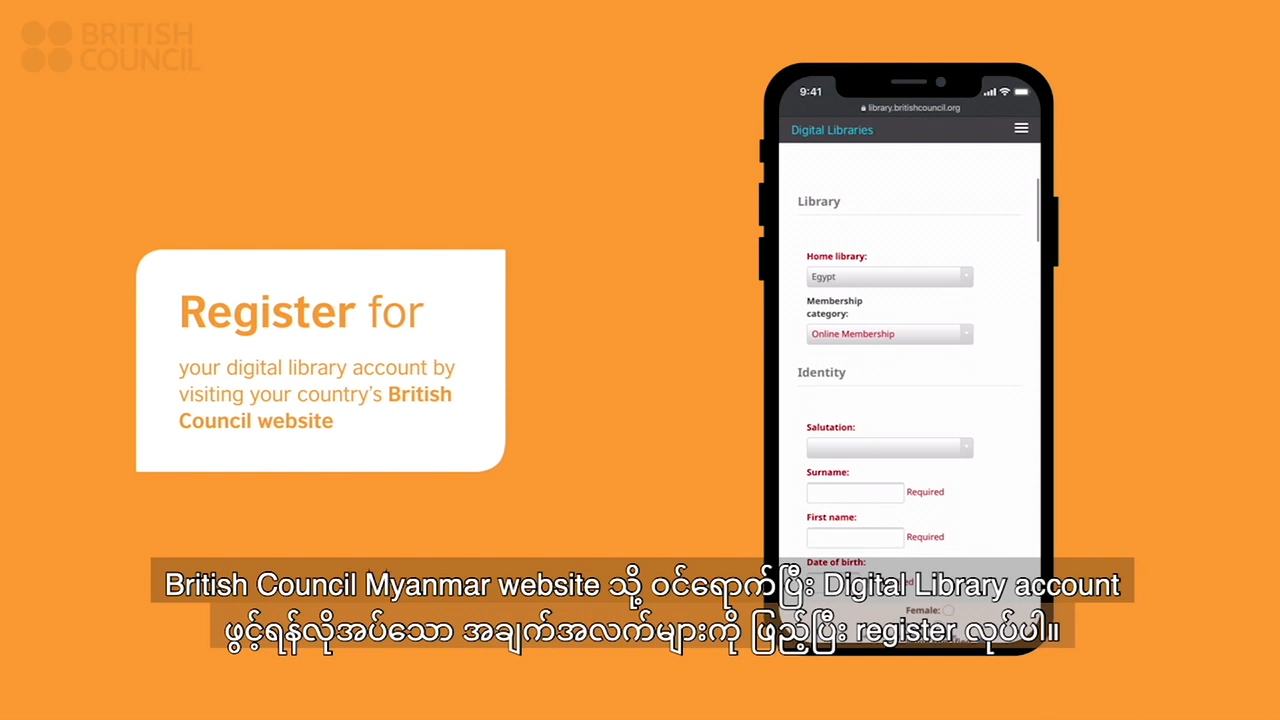 BRITISH
COUNCIL
9:41
library.britishcouncil.org
Digital Libraries
Library
Home library:
Egypt
Membership
category:
Online Membership
Identity
Salutation:
Surname:
Required
First name:
Required
Date of birth:
Female:
Register for
your digital library account by
visiting your country's British
Council website
British Council Myanmar website သို့ ဝင်ရောက်ပြီး Digital Library account
ဖွင့်ရန်လိုအပ်သော အချက်အလက်များကို ဖြည့်ပြီး register လုပ်ပါ။